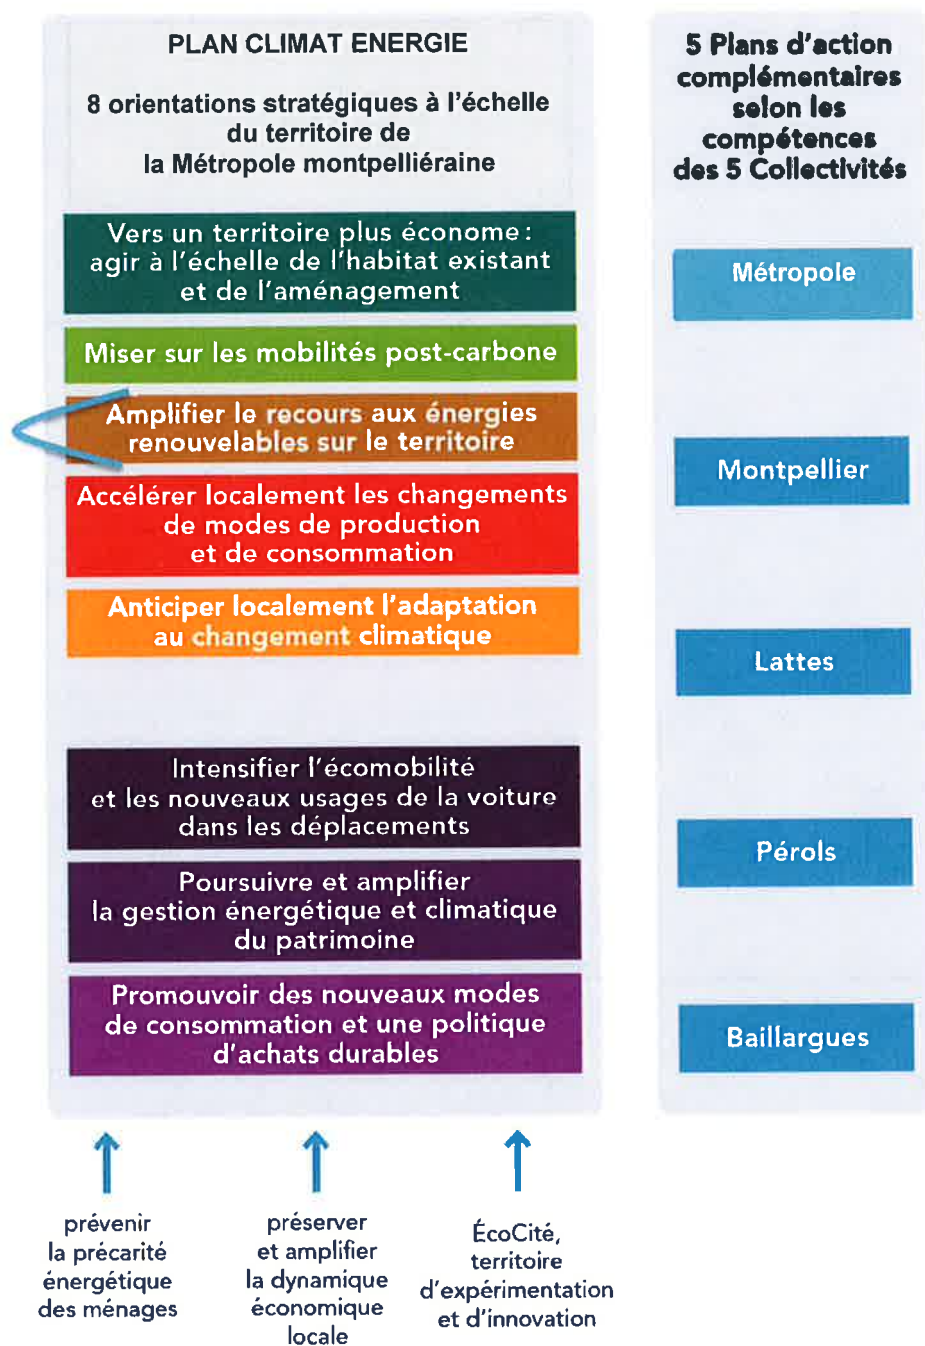 PLAN CLIMAT ENERGIE
8 orientations stratégiques à l'échelle
du territoire de
la Métropole montpelliéraine
Vers un territoire plus économe :
agir à l'échelle de l'habitat existant
et de l'aménagement
Miser sur les mobilités post-carbone
Amplifier le recours aux énergies
renouvelables sur le territoire
Accélérer localement les changements
de modes de production
et de consommation
Anticiper localement l'adaptation
au changement climatique
Intensifier l'écomobilité
et les nouveaux usages de la voiture
dans les déplacements
Poursuivre et amplifier
la gestion énergétique et climatique
du patrimoine
Promouvoir des nouveaux modes
de consommation et une politique
d'achats durables
5 Plans d'action
complémentaires
selon les
compétences
des 5 Collectivités
Métropole
Montpellier
Lattes
Pérols
Baillargues
prévenir
la précarité
énergétique
des ménages
préserver
et amplifier
la dynamique
économique
locale
ÉcoCité,
territoire
d'expérimentation
et d'innovation